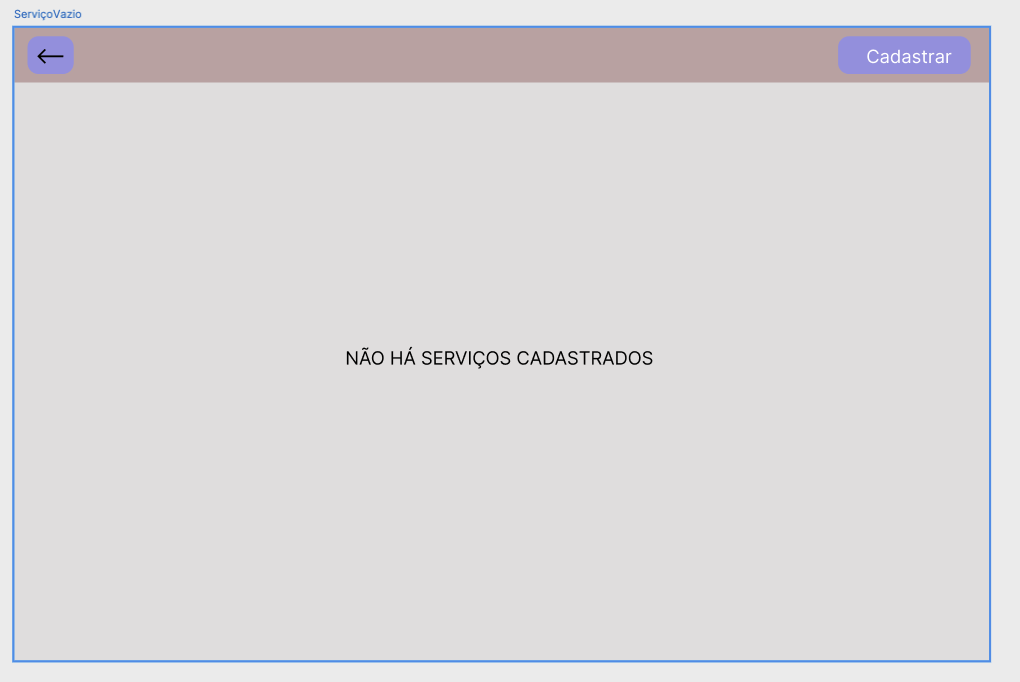 ServiçoVazio
Cadastrar
NÃO HÁ SERVIÇOS CADASTRADOS